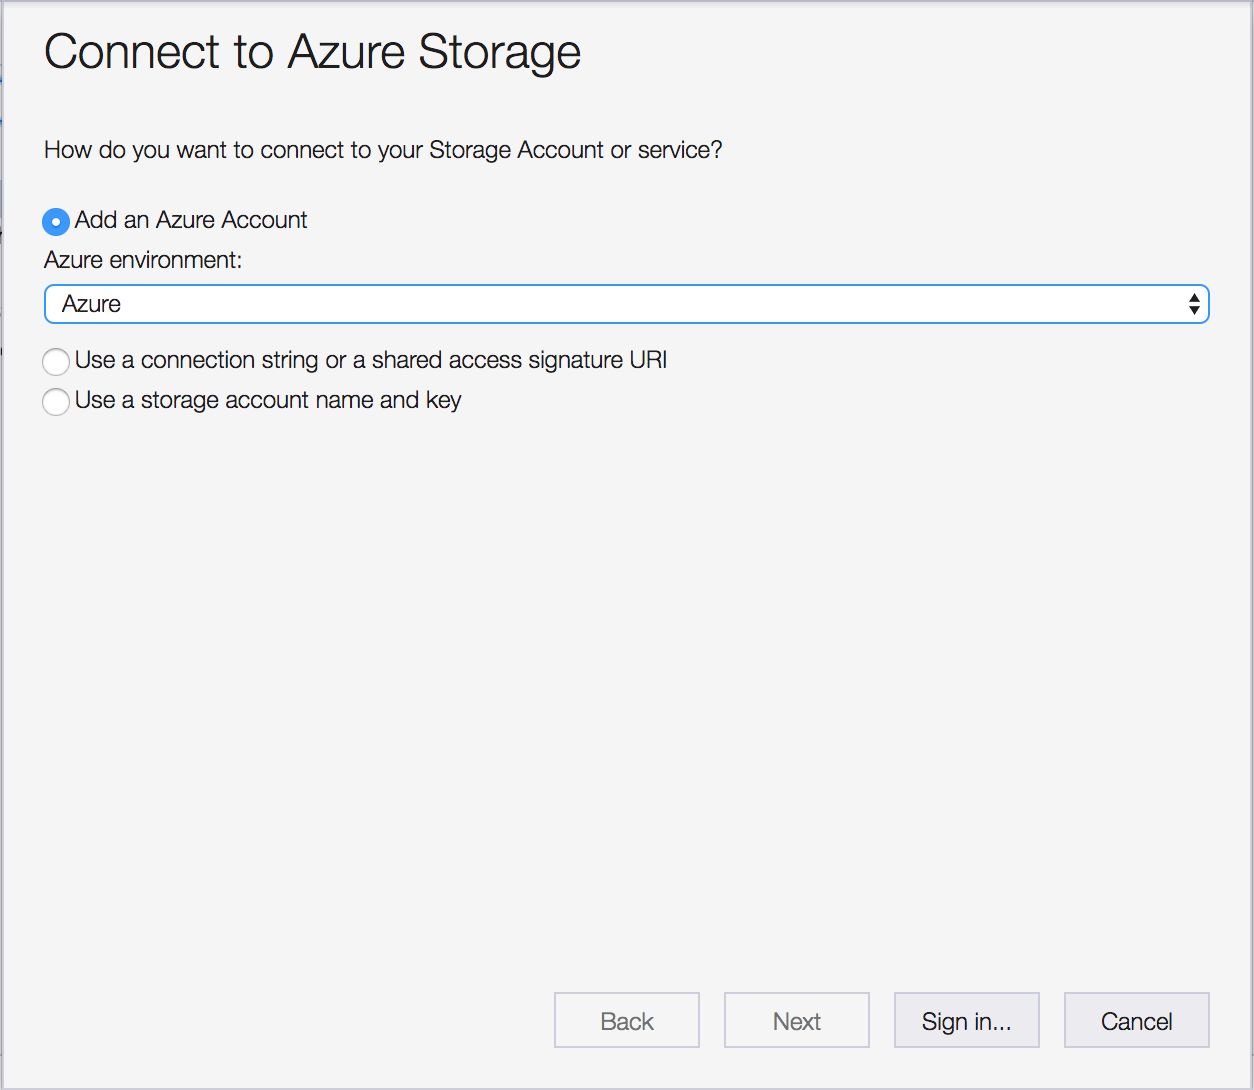 Connect to Azure Storage
How do you want to connect to your Storage Account or service?
Add an Azure Account
Azure environment:
Azure
Use a connection string or a shared access signature URI
Use a storage account name and key
Back Next Sign in... Cancel